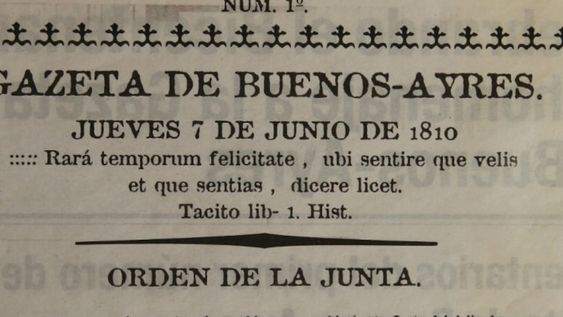 NUM. 1º.
GAZETA DE BUENOS-AYRES.
JUEVES 7 DE JUNIO DE 1810
::::: Rará temporum felicitate , ubi sentire que velis
et que sentias , dicere licet.
Tacito lib- 1. Hist.
ORDEN DE LA JUNTA.